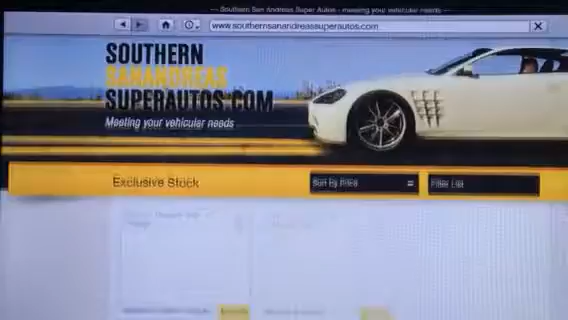 Southern San Andreas Super Autos - meeting your vehicular needs
www.southernsanandreassuperautos.com
SOUTHERN
SANANDREAS
SUPERAUTOS.COM
Meeting your vehicular needs
Exclusive Stock
Sort By Price
Filter List